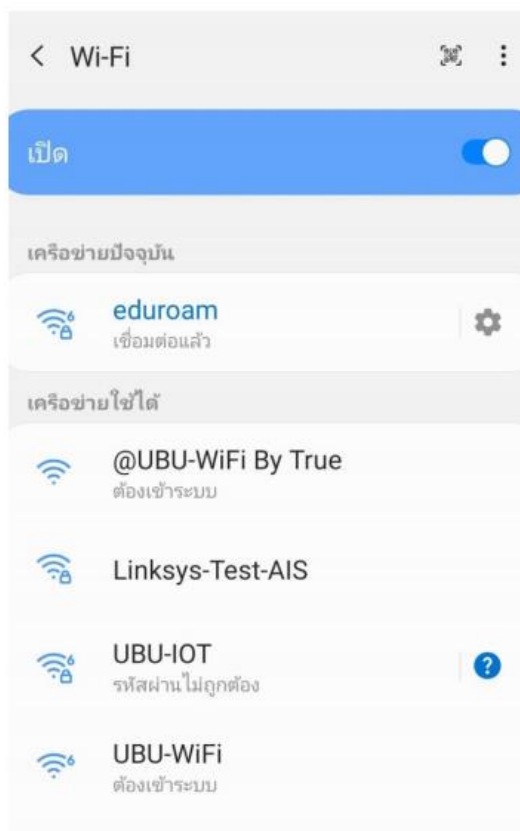 Wi-Fi
เปิด
เครือข่ายปัจจุบัน
eduroam
เชื่อมต่อแล้ว
เครือข่ายใช้ได้
@UBU-WiFi By True
ต้องเข้าระบบ
Linksys-Test-AIS
UBU-IOT
รหัสผ่านไม่ถูกต้อง
UBU-WiFi
ต้องเข้าระบบ